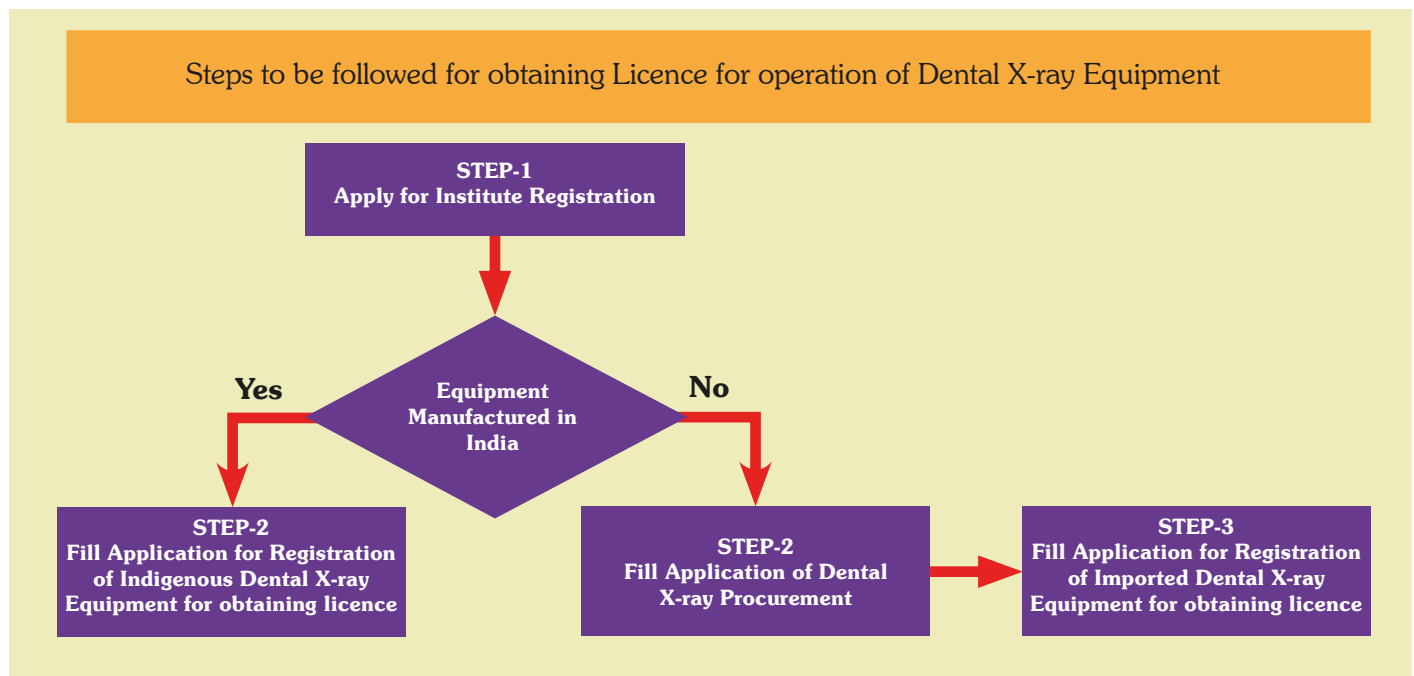 Steps to be followed for obtaining Licence for operation of Dental X-ray Equipment
STEP-1
Apply for Institute Registration
Yes
No
Equipment
Manufactured in
India
STEP-2
Fill Application for Registration
of Indigenous Dental X-ray
Equipment for obtaining licence
STEP-2
Fill Application of Dental
X-ray Procurement
STEP-3
Fill Application for Registration
of Imported Dental X-ray
Equipment for obtaining licence